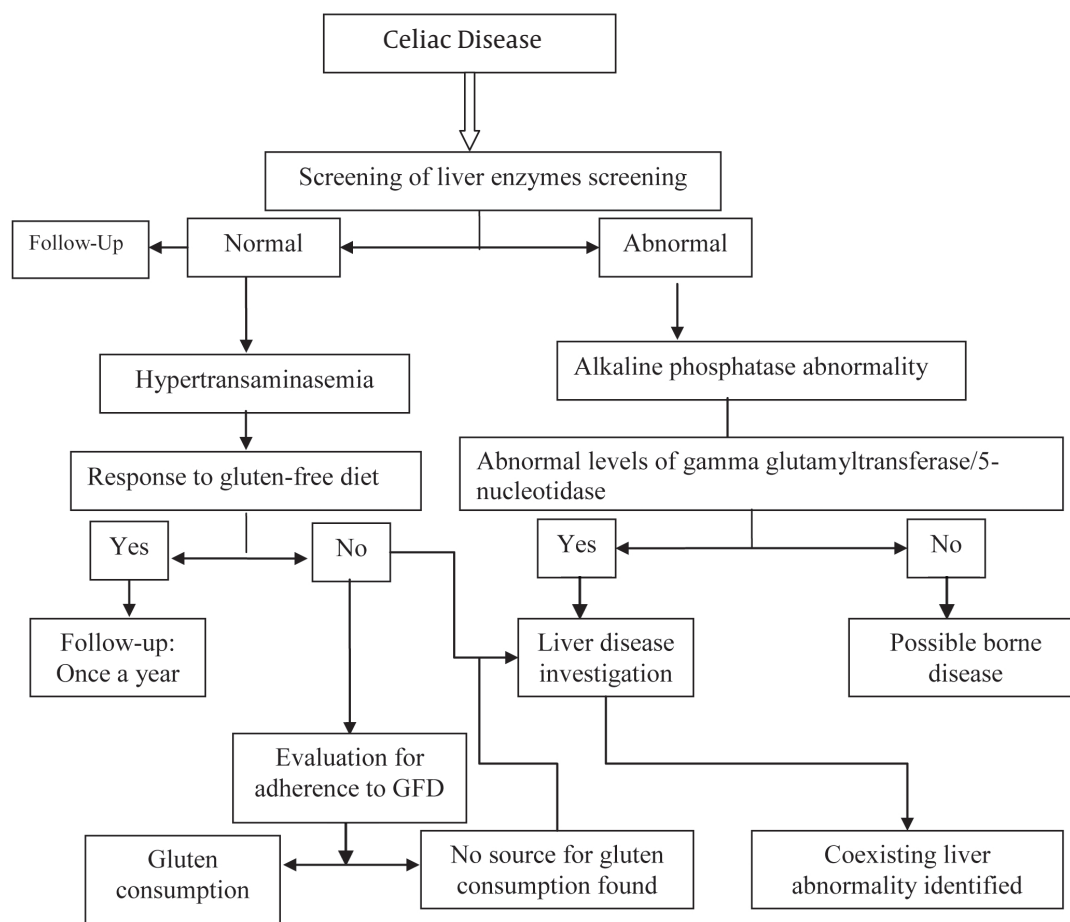 Celiac Disease
Screening of liver enzymes screening
Follow-Up
Normal
Abnormal
Hypertransaminasemia
Alkaline phosphatase abnormality
Response to gluten-free diet
Abnormal levels of gamma glutamyltransferase/5-
nucleotidase
Yes
No
Yes
No
Follow-up:
Once a year
Liver disease
investigation
Possible borne
disease
Evaluation for
adherence to GFD
Gluten
consumption
No source for gluten
consumption found
Coexisting liver
abnormality identified